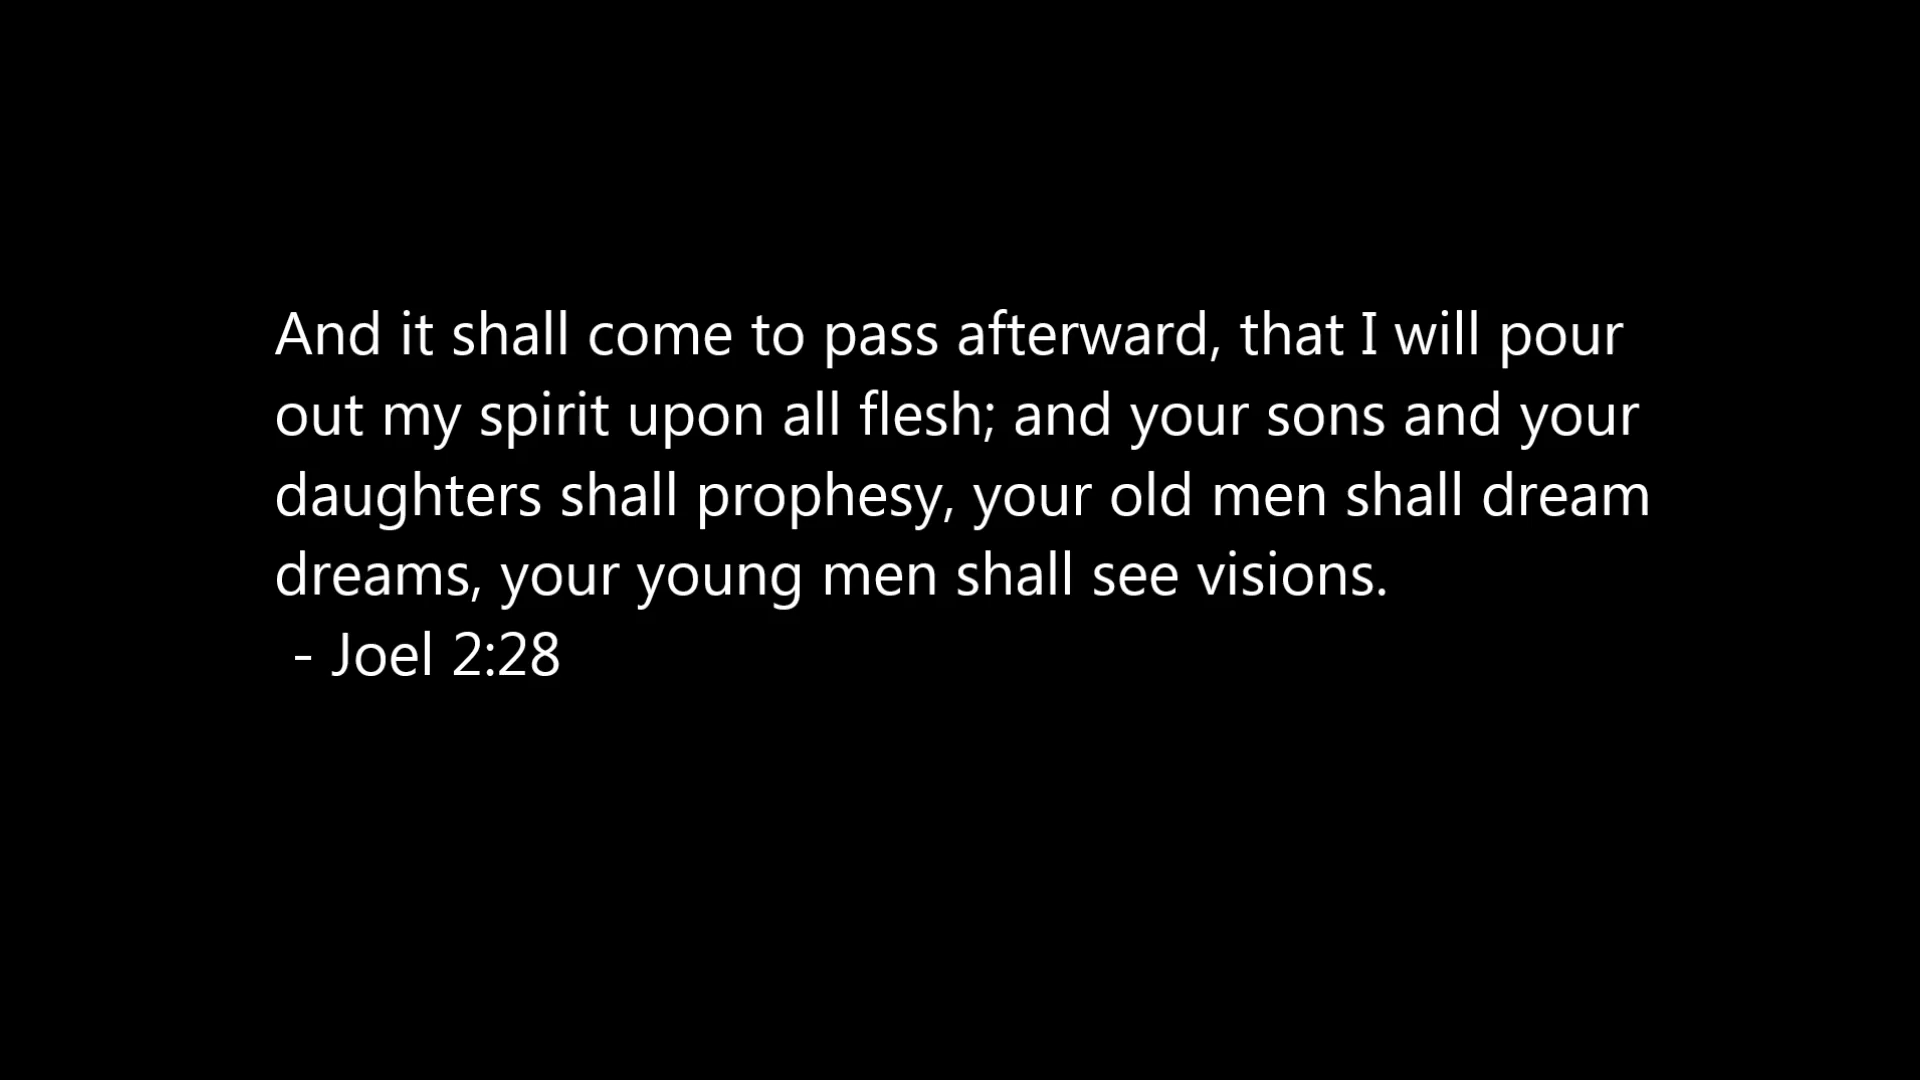 And it shall come to pass afterward, that I will pour
out my spirit upon all flesh; and your sons and your
daughters shall prophesy, your old men shall dream
dreams, your young men shall see visions.
- Joel 2:28